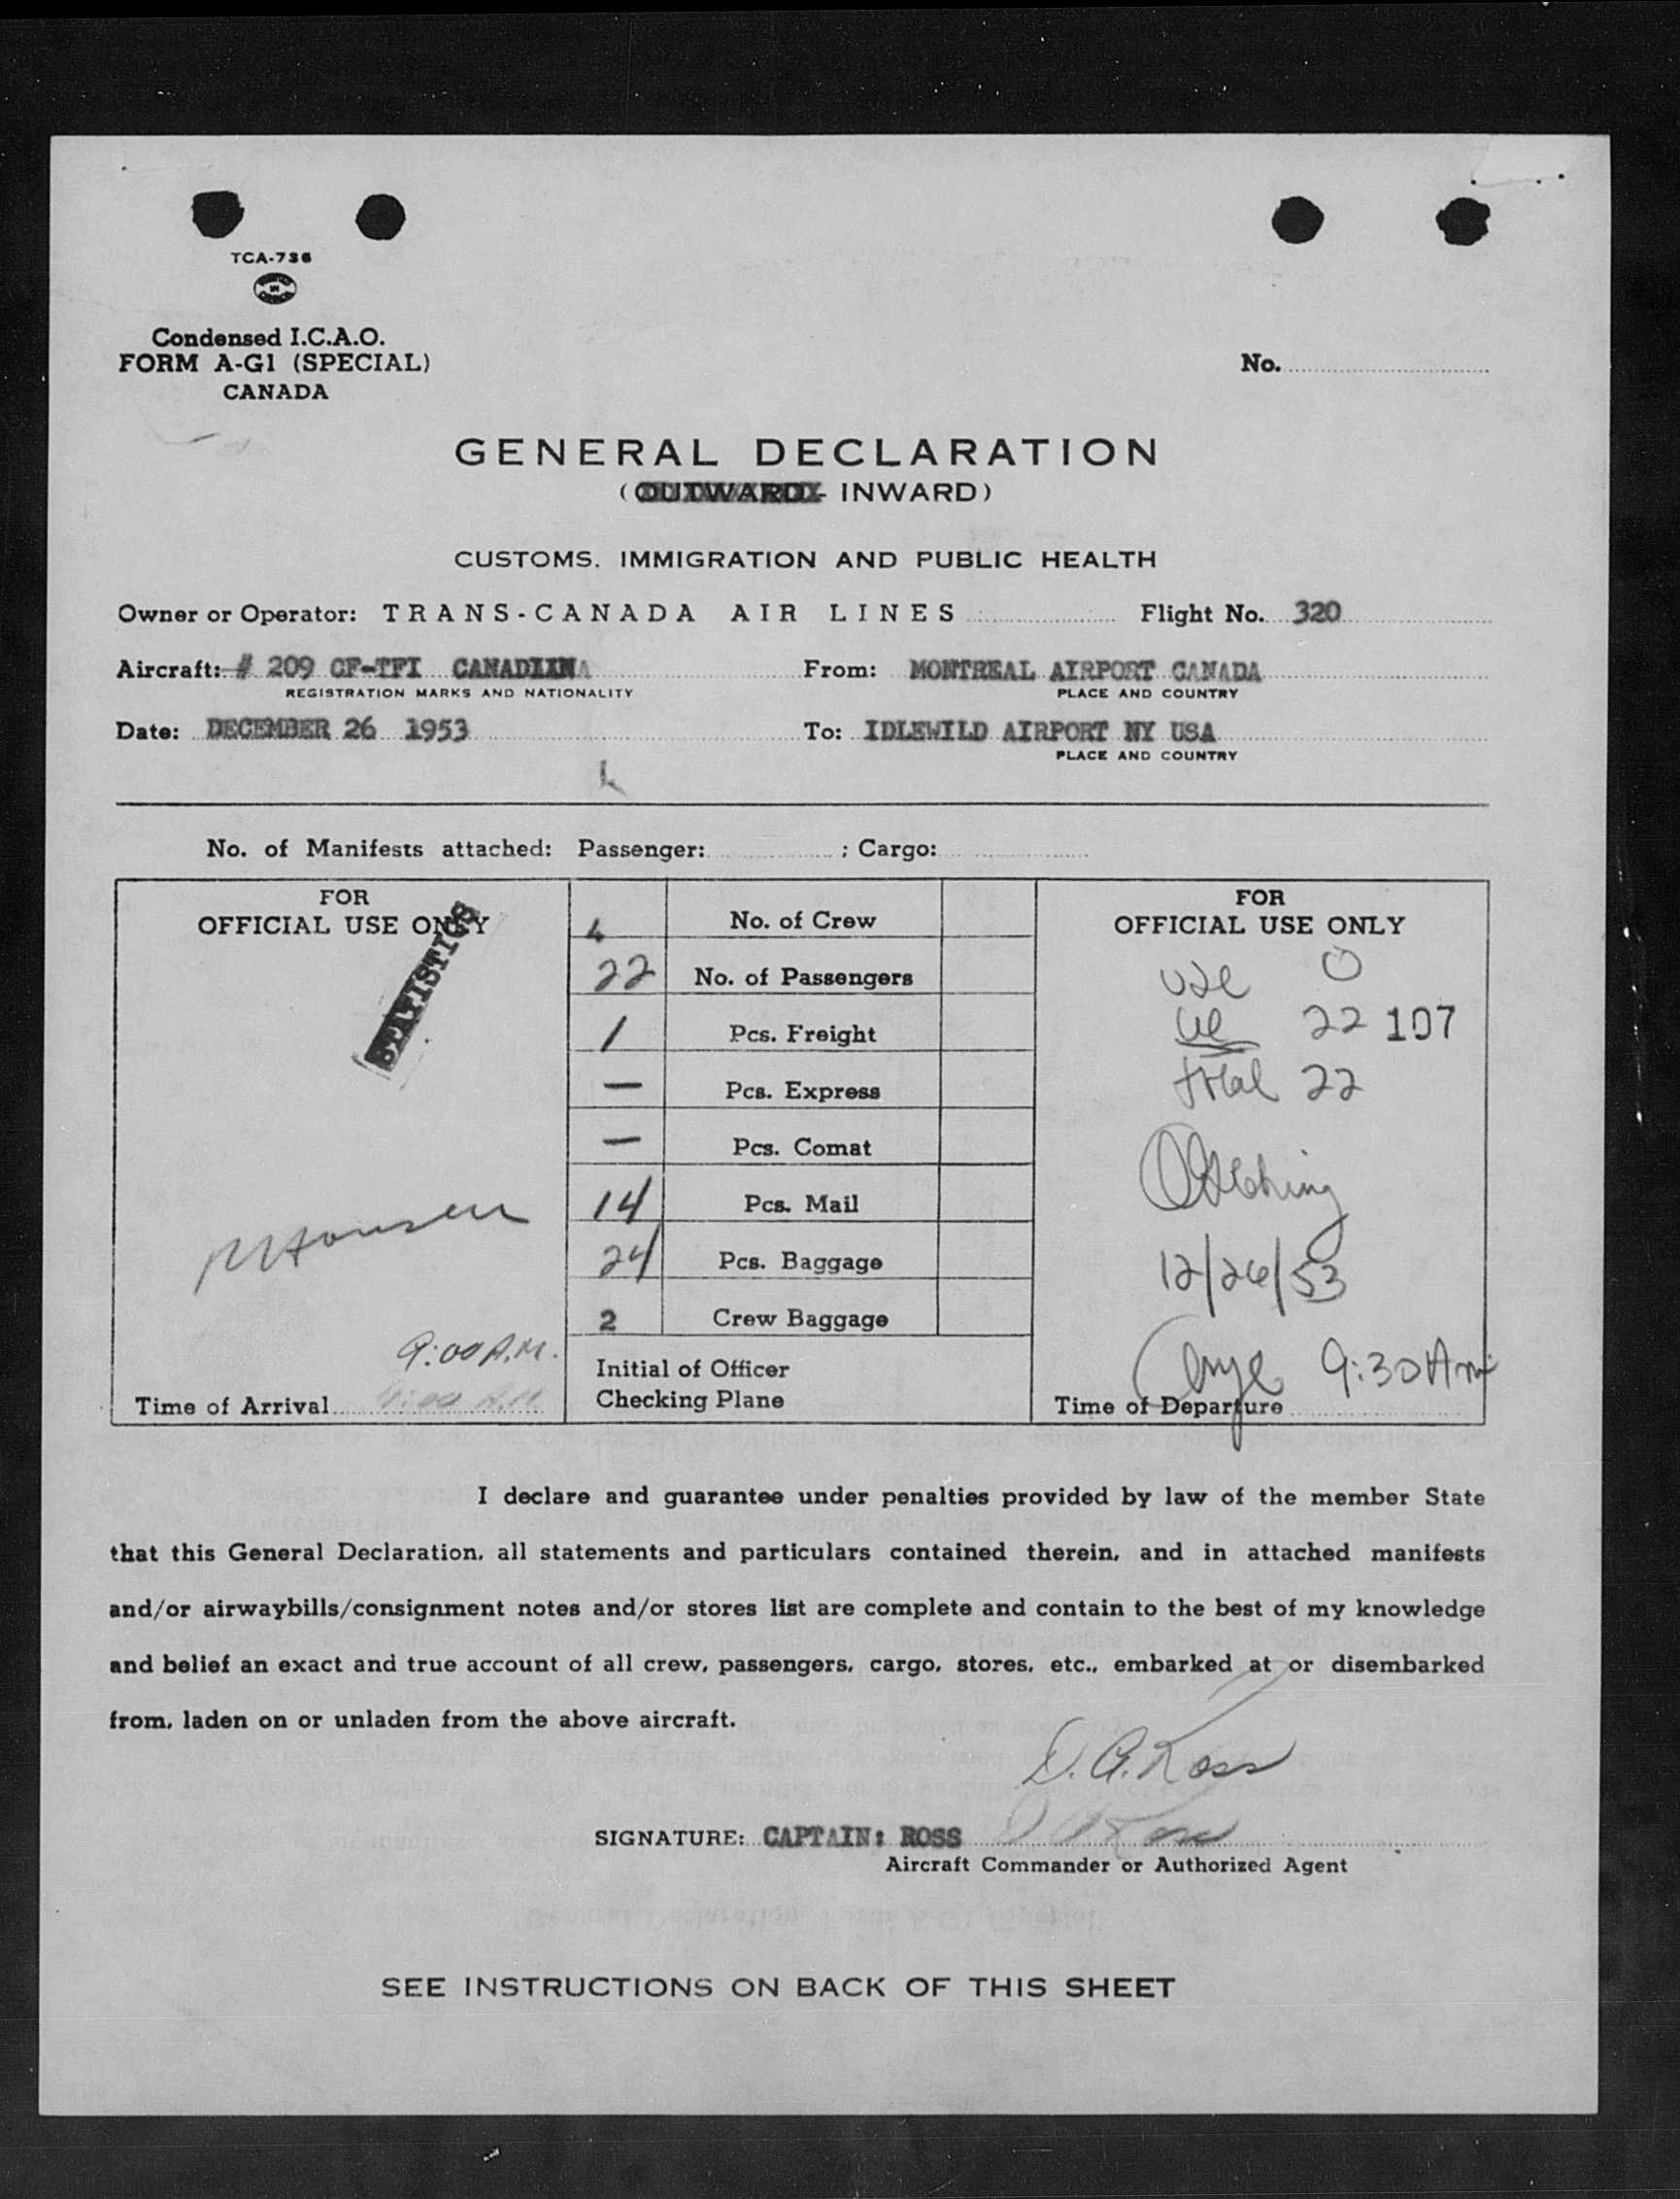 TCA-736
Condensed I.C.A.O.
FORM A-G1 (SPECIAL)
CANADA
No.
GENERAL DECLARATION
(OUTWARD - INWARD)
CUSTOMS, IMMIGRATION AND PUBLIC HEALTH
Owner or Operator: TRANS-CANADA AIR LINES Flight No. 320
Aircraft: # 209 CF-TFI CANADIAN From: MONTREAL AIRPORT CANADA
REGISTRATION MARKS AND NATIONALITY PLACE AND COUNTRY
Date: DECEMBER 26 1953 To: IDLEWILD AIRPORT NY USA
PLACE AND COUNTRY
No. of Manifests attached: Passenger: ; Cargo:
FOR
OFFICIAL USE ONLY
STATISTICS
9:00 A.M.
Time of Arrival 9:00 A.M.
4 No. of Crew
22 No. of Passengers
1 Pcs. Freight
— Pcs. Express
— Pcs. Comat
14 Pcs. Mail
24 Pcs. Baggage
2 Crew Baggage
Initial of Officer
Checking Plane
FOR
OFFICIAL USE ONLY
0
22 107
total 22
12/26/53
9:30 Am
Time of Departure
I declare and guarantee under penalties provided by law of the member State
that this General Declaration, all statements and particulars contained therein, and in attached manifests
and/or airwaybills/consignment notes and/or stores list are complete and contain to the best of my knowledge
and belief an exact and true account of all crew, passengers, cargo, stores, etc., embarked at or disembarked
from, laden on or unladen from the above aircraft.
D. A. Ross
SIGNATURE: CAPTAIN: ROSS D A Ross
Aircraft Commander or Authorized Agent
SEE INSTRUCTIONS ON BACK OF THIS SHEET